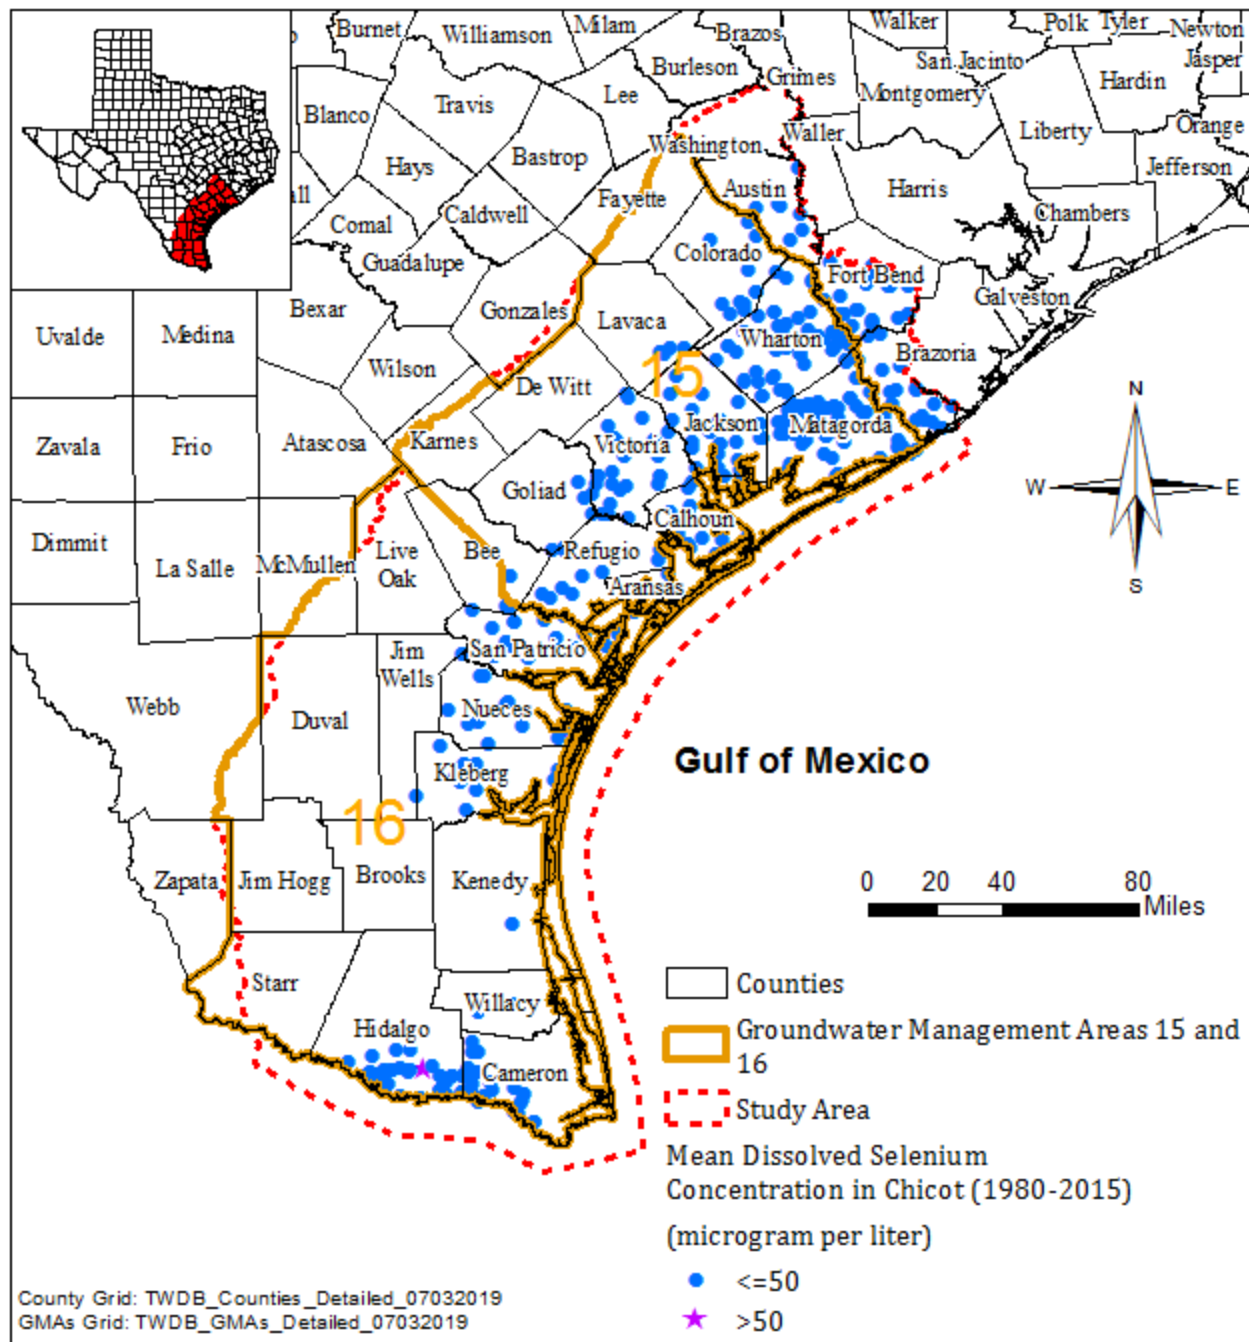 Burnet
Williamson
Milam
Brazos
Walker
Polk
Tyler
Newton
San Jacinto
Jasper
Burleson
Grimes
Hardin
Blanco
Travis
Lee
Montgomery
Liberty
Orange
Washington
Waller
Bastrop
Hays
Jefferson
Austin
Harris
all
Fayette
Comal
Caldwell
Chambers
Colorado
Guadalupe
Fort Bend
Galveston
Bexar
Gonzales
Lavaca
Uvalde
Medina
Wharton
Brazoria
Wilson
15
De Witt
N
Zavala
Frio
Atascosa
Karnes
Victoria
Jackson
Matagorda
Goliad
W
E
Calhoun
Dimmit
La Salle
McMullen
Live
Oak
Bee
Refugio
Aransas
S
San Patricio
Jim
Wells
Webb
Duval
Nueces
Gulf of Mexico
Kleberg
16
Zapata
Jim Hogg
Brooks
Kenedy
0 20 40 80
Miles
Starr
Willacy
Hidalgo
Cameron
Counties
Groundwater Management Areas 15 and
16
Study Area
Mean Dissolved Selenium
Concentration in Chicot (1980-2015)
(microgram per liter)
<=50
>50
County Grid: TWDB_Counties_Detailed_07032019
GMAs Grid: TWDB_GMAs_Detailed_07032019